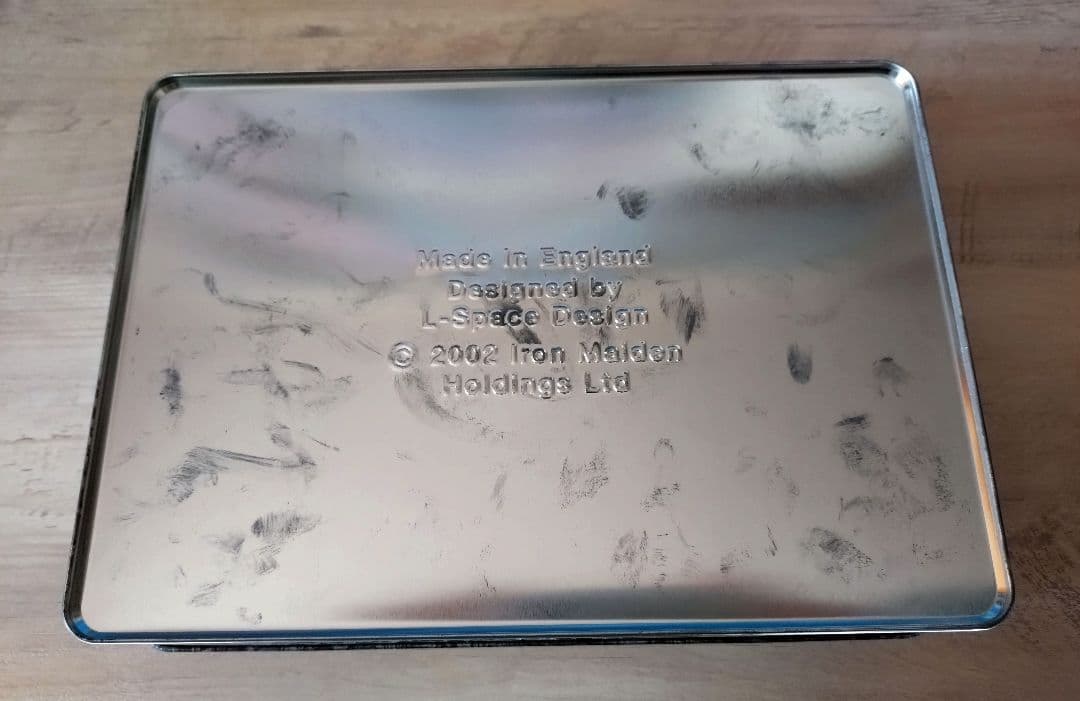 Made in England
Designed by
L-Space Design
© 2002 Iron Maiden
Holdings Ltd